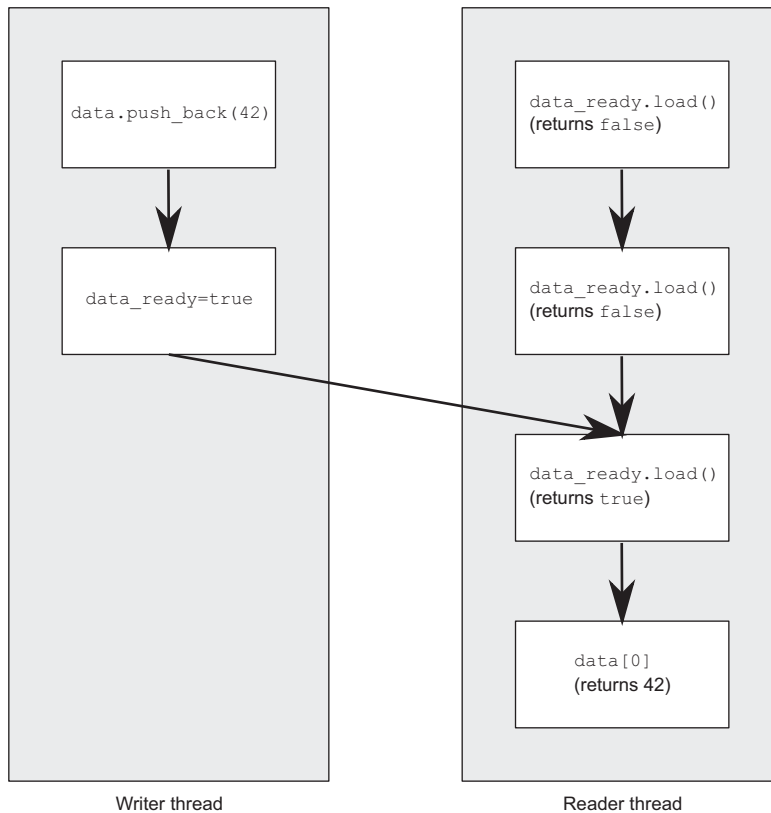 data.push_back(42)
data_ready=true
Writer thread
data_ready.load()
(returns false)
data_ready.load()
(returns false)
data_ready.load()
(returns true)
data[0]
(returns 42)
Reader thread